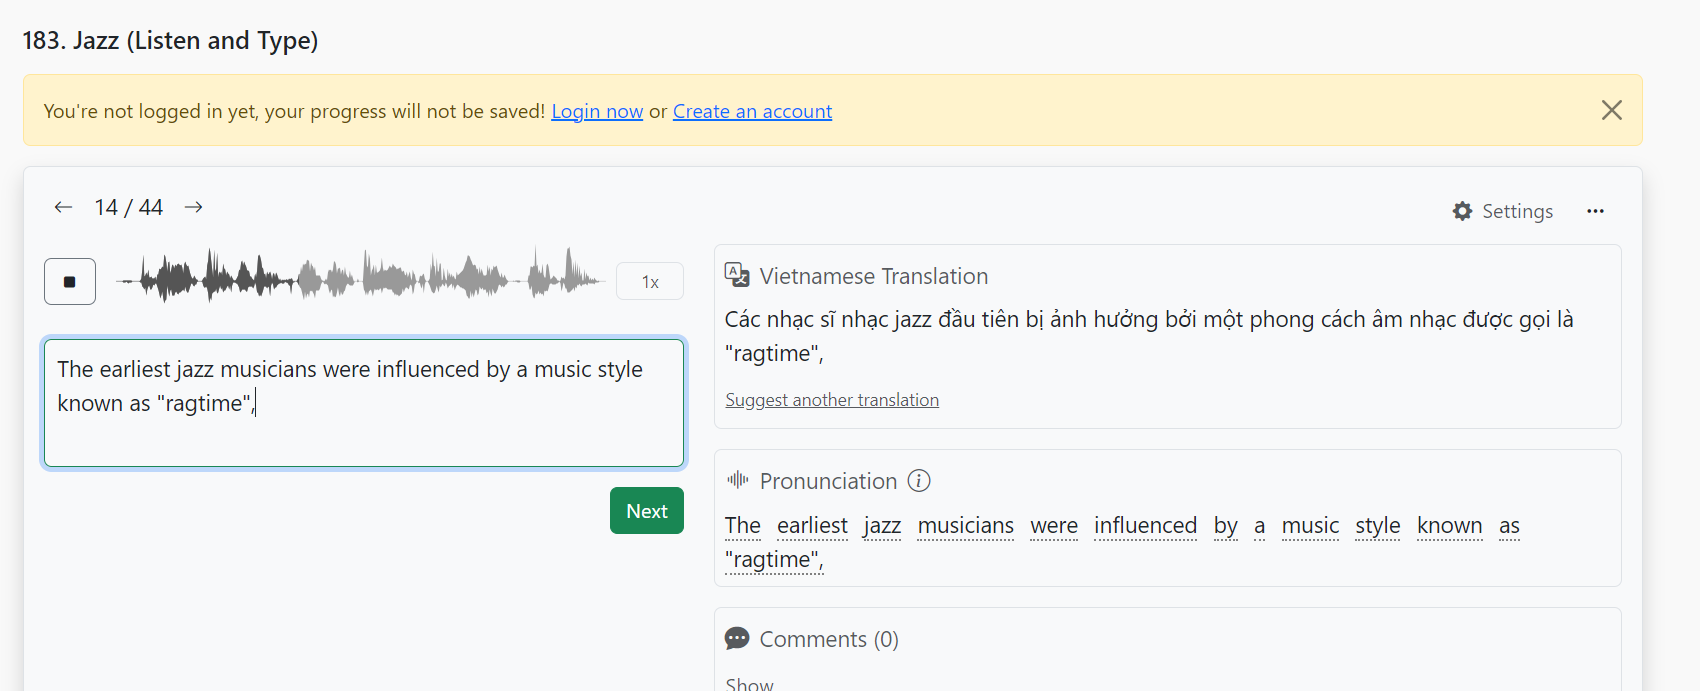 183. Jazz (Listen and Type)
You're not logged in yet, your progress will not be saved! Login now or Create an account
14 / 44
Settings
1x
The earliest jazz musicians were influenced by a music style
known as "ragtime",
Next
Vietnamese Translation
Các nhạc sĩ nhạc jazz đầu tiên bị ảnh hưởng bởi một phong cách âm nhạc được gọi là
"ragtime",
Suggest another translation
Pronunciation
The earliest jazz musicians were influenced by a music style known as
"ragtime",
Comments (0)
Show